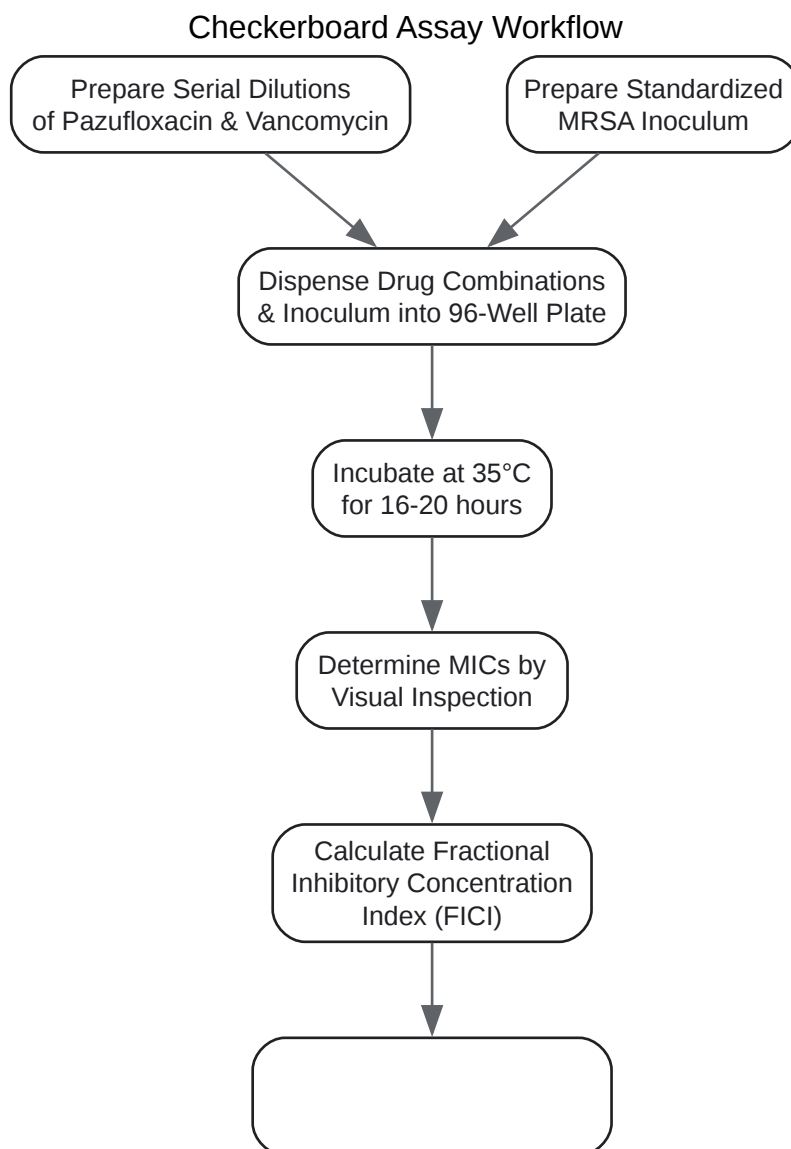 Checkerboard Assay Workflow
Prepare Serial Dilutions
of Pazufloxacin & Vancomycin
Prepare Standardized
MRSA Inoculum
Dispense Drug Combinations
& Inoculum into 96-Well Plate
Incubate at 35°C
for 16-20 hours
Determine MICs by
Visual Inspection
Calculate Fractional
Inhibitory Concentration
Index (FICI)